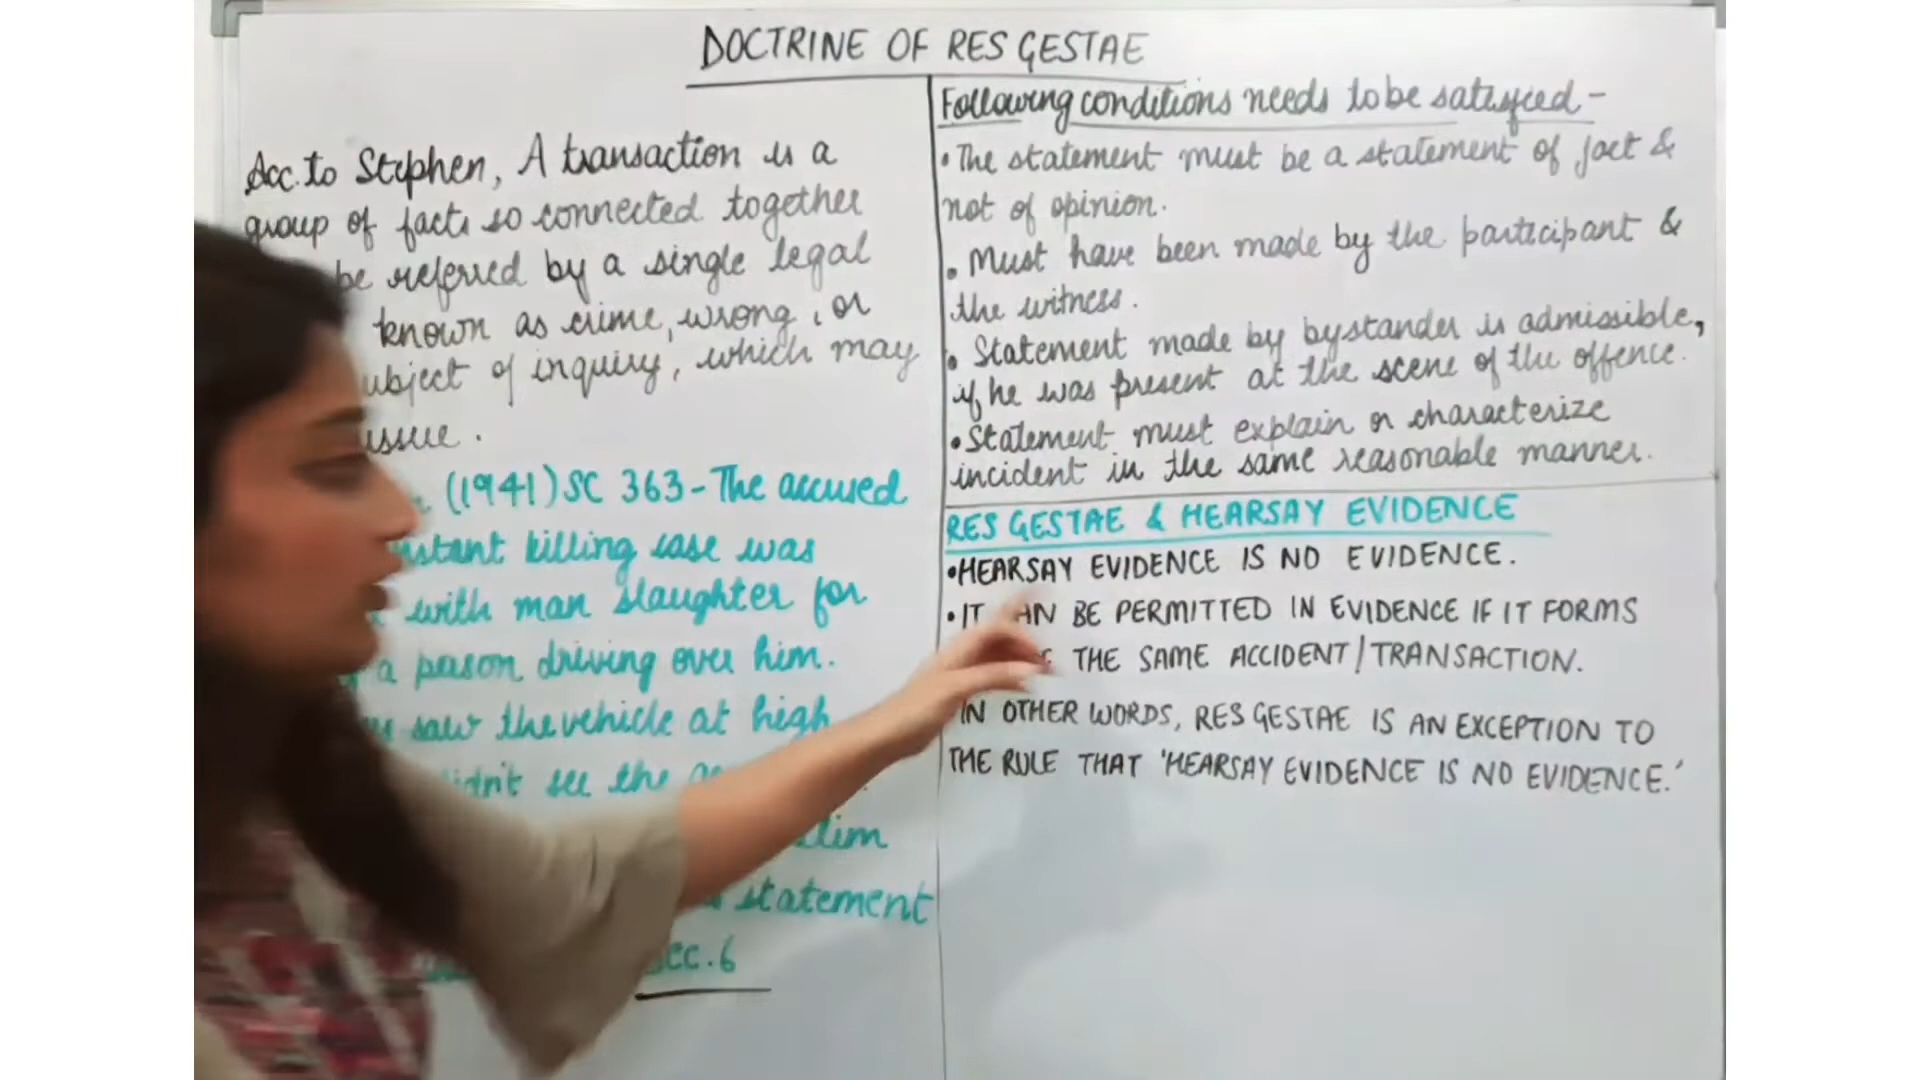 DOCTRINE OF RES GESTAE
Acc. to Stephen, A transaction is a
group of facts so connected together
be referred by a single legal
known as crime, wrong, or
subject of inquiry, which may
issue.
(1941) SC 363 - The accused
instant killing case was
with man slaughter for
a person driving over him.
saw the vehicle at high
didn't see the
statement
Sec. 6
Following conditions needs to be satisfied -
• The statement must be a statement of fact &
not of opinion.
• Must have been made by the participant &
the witness.
• Statement made by bystander is admissible,
if he was present at the scene of the offence.
• Statement must explain or characterize
incident in the same reasonable manner.
RES GESTAE & HEARSAY EVIDENCE
• HEARSAY EVIDENCE IS NO EVIDENCE.
• IT CAN BE PERMITTED IN EVIDENCE IF IT FORMS
THE SAME ACCIDENT/TRANSACTION.
IN OTHER WORDS, RES GESTAE IS AN EXCEPTION TO
THE RULE THAT 'HEARSAY EVIDENCE IS NO EVIDENCE.'